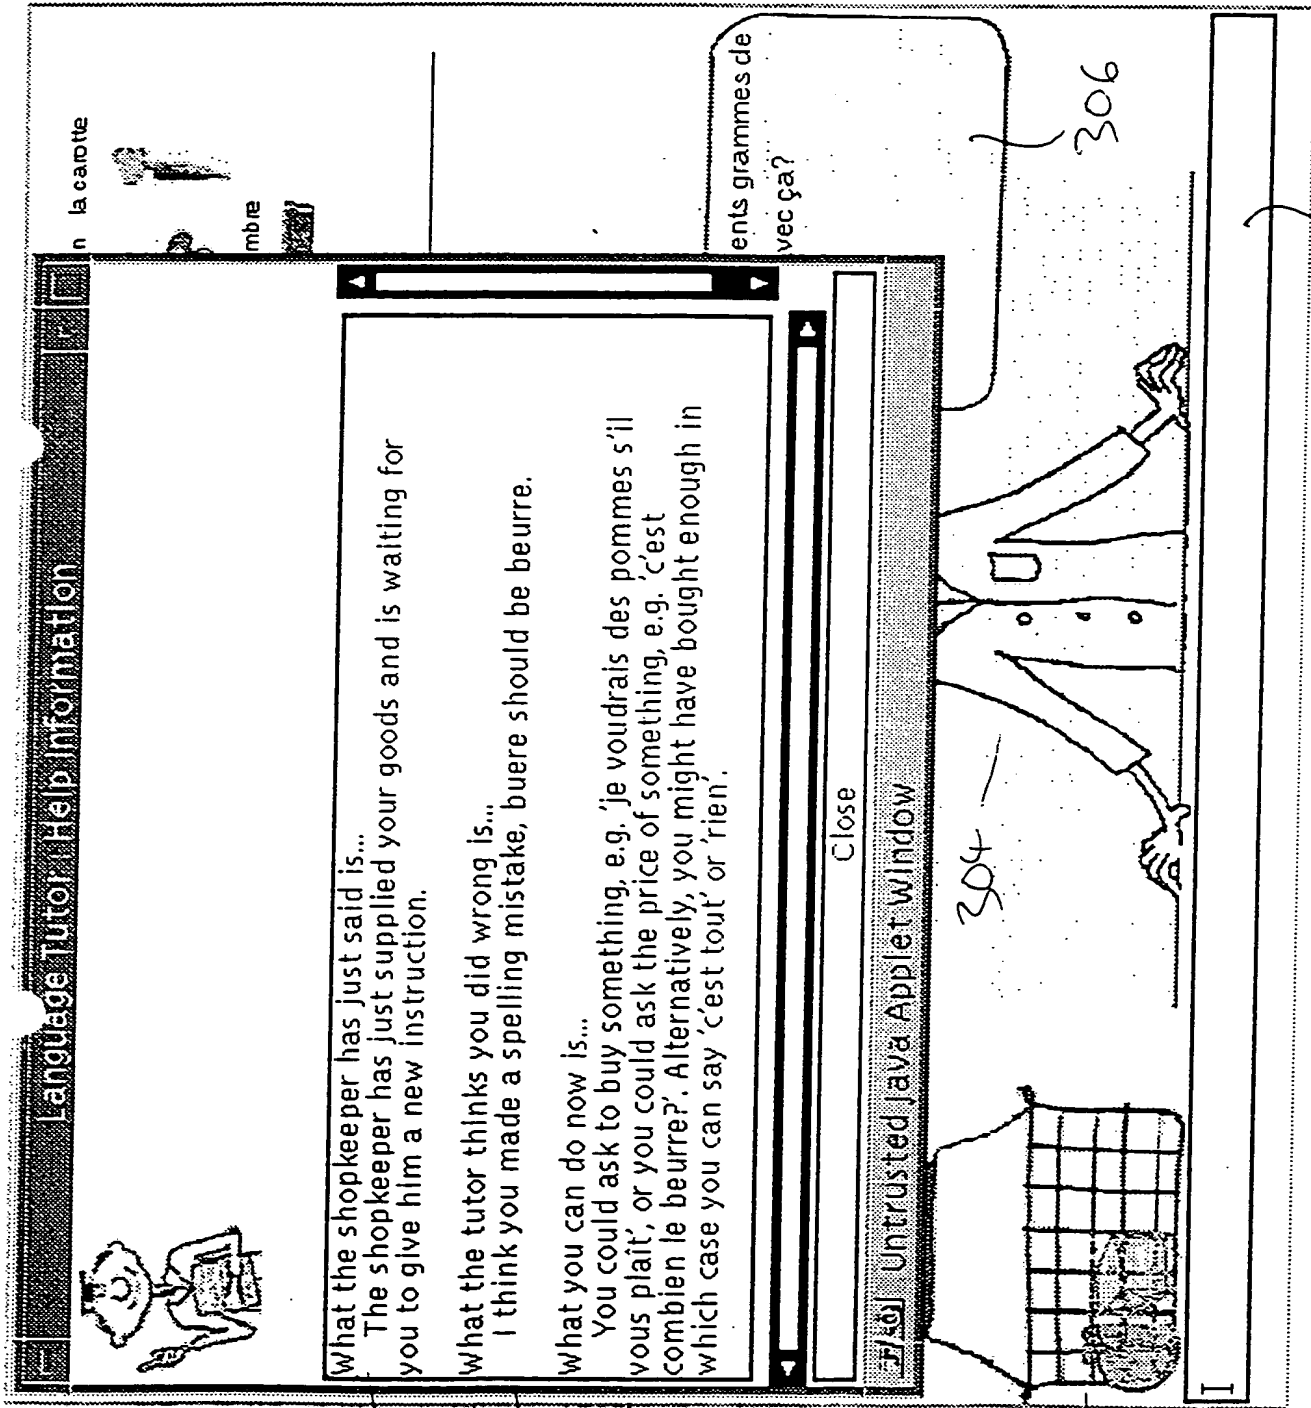 Language Tutor : Help Information
What the shopkeeper has just said is...
The shopkeeper has just supplied your goods and is waiting for
you to give him a new instruction.
What the tutor thinks you did wrong is...
I think you made a spelling mistake, buere should be beurre.
What you can do now is...
You could ask to buy something, e.g. 'je voudrais des pommes s'il
vous plaît', or you could ask the price of something, e.g. 'c'est
combien le beurre?'. Alternatively, you might have bought enough in
which case you can say 'c'est tout' or 'rien'.
Close
Untrusted Java Applet Window
n la carotte
mbre
ents grammes de
vec ça?
304
306